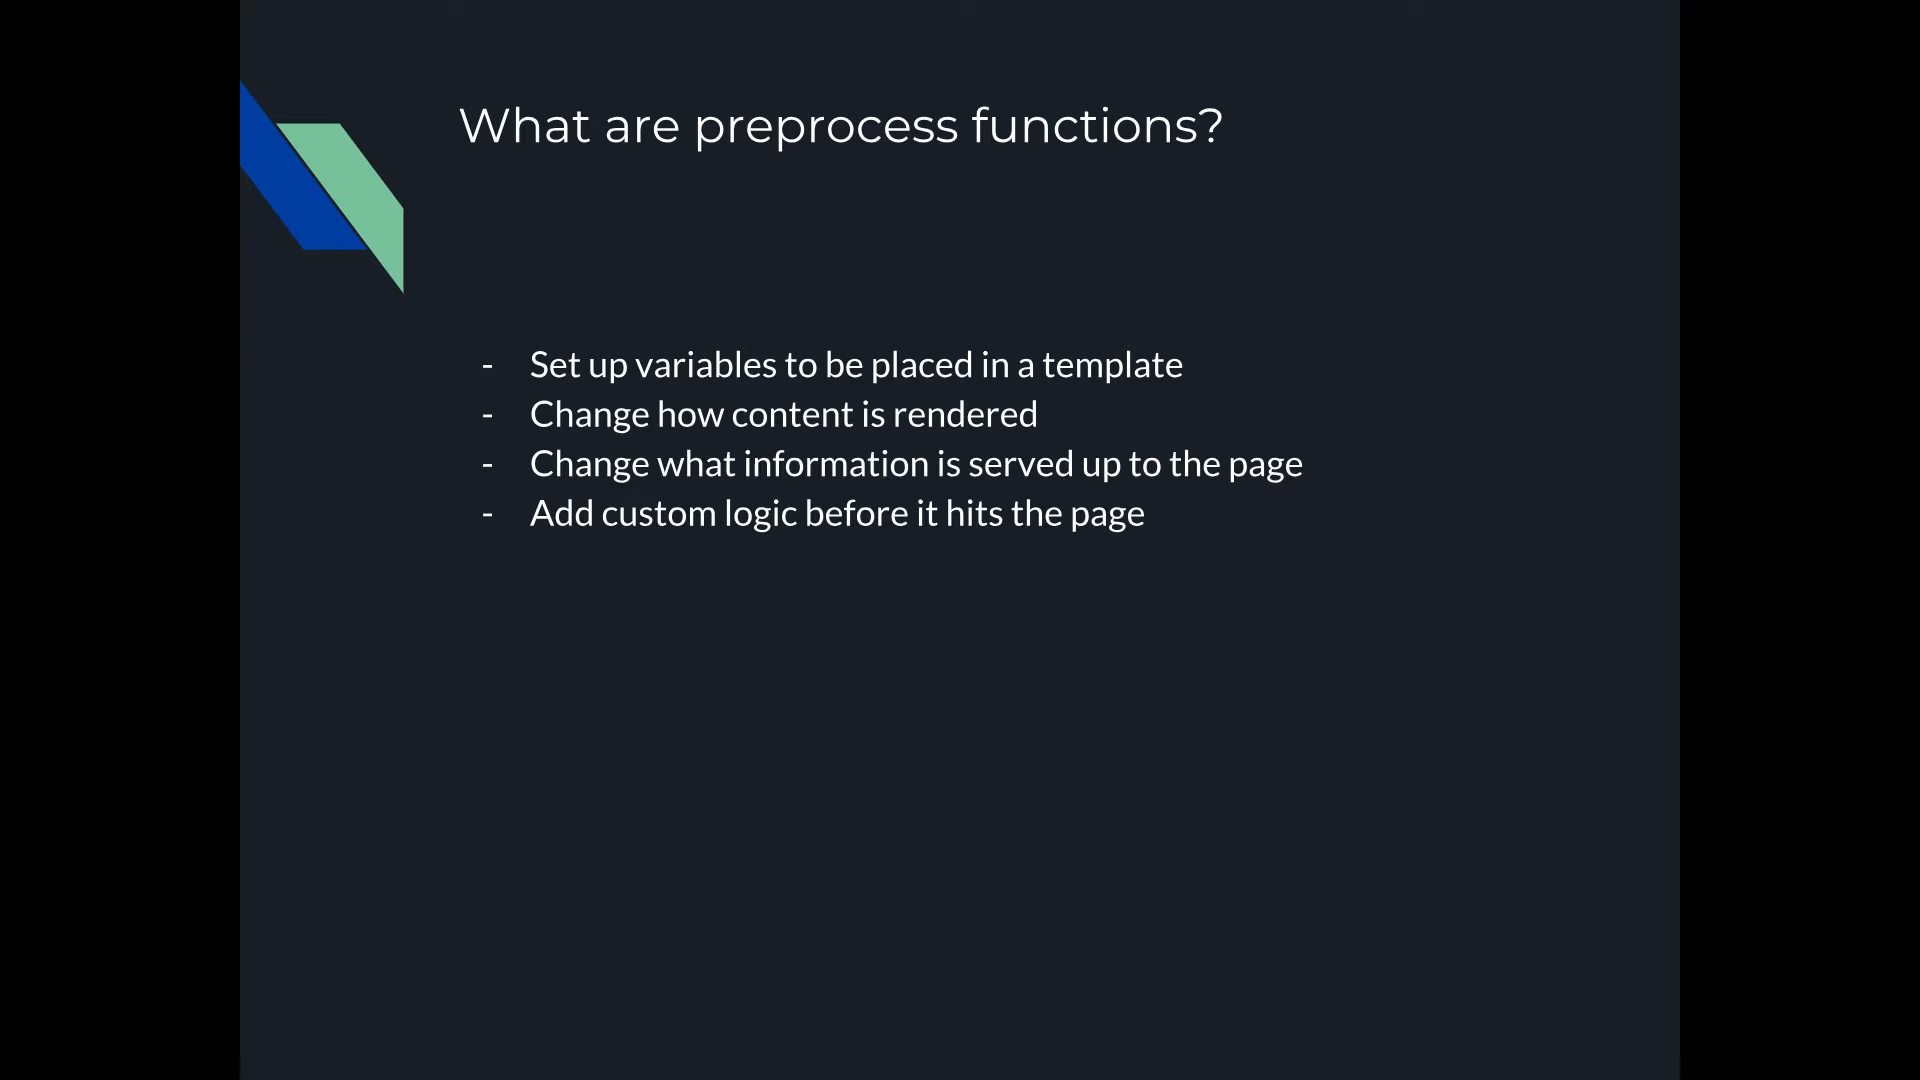 What are preprocess functions?
- Set up variables to be placed in a template
- Change how content is rendered
- Change what information is served up to the page
- Add custom logic before it hits the page